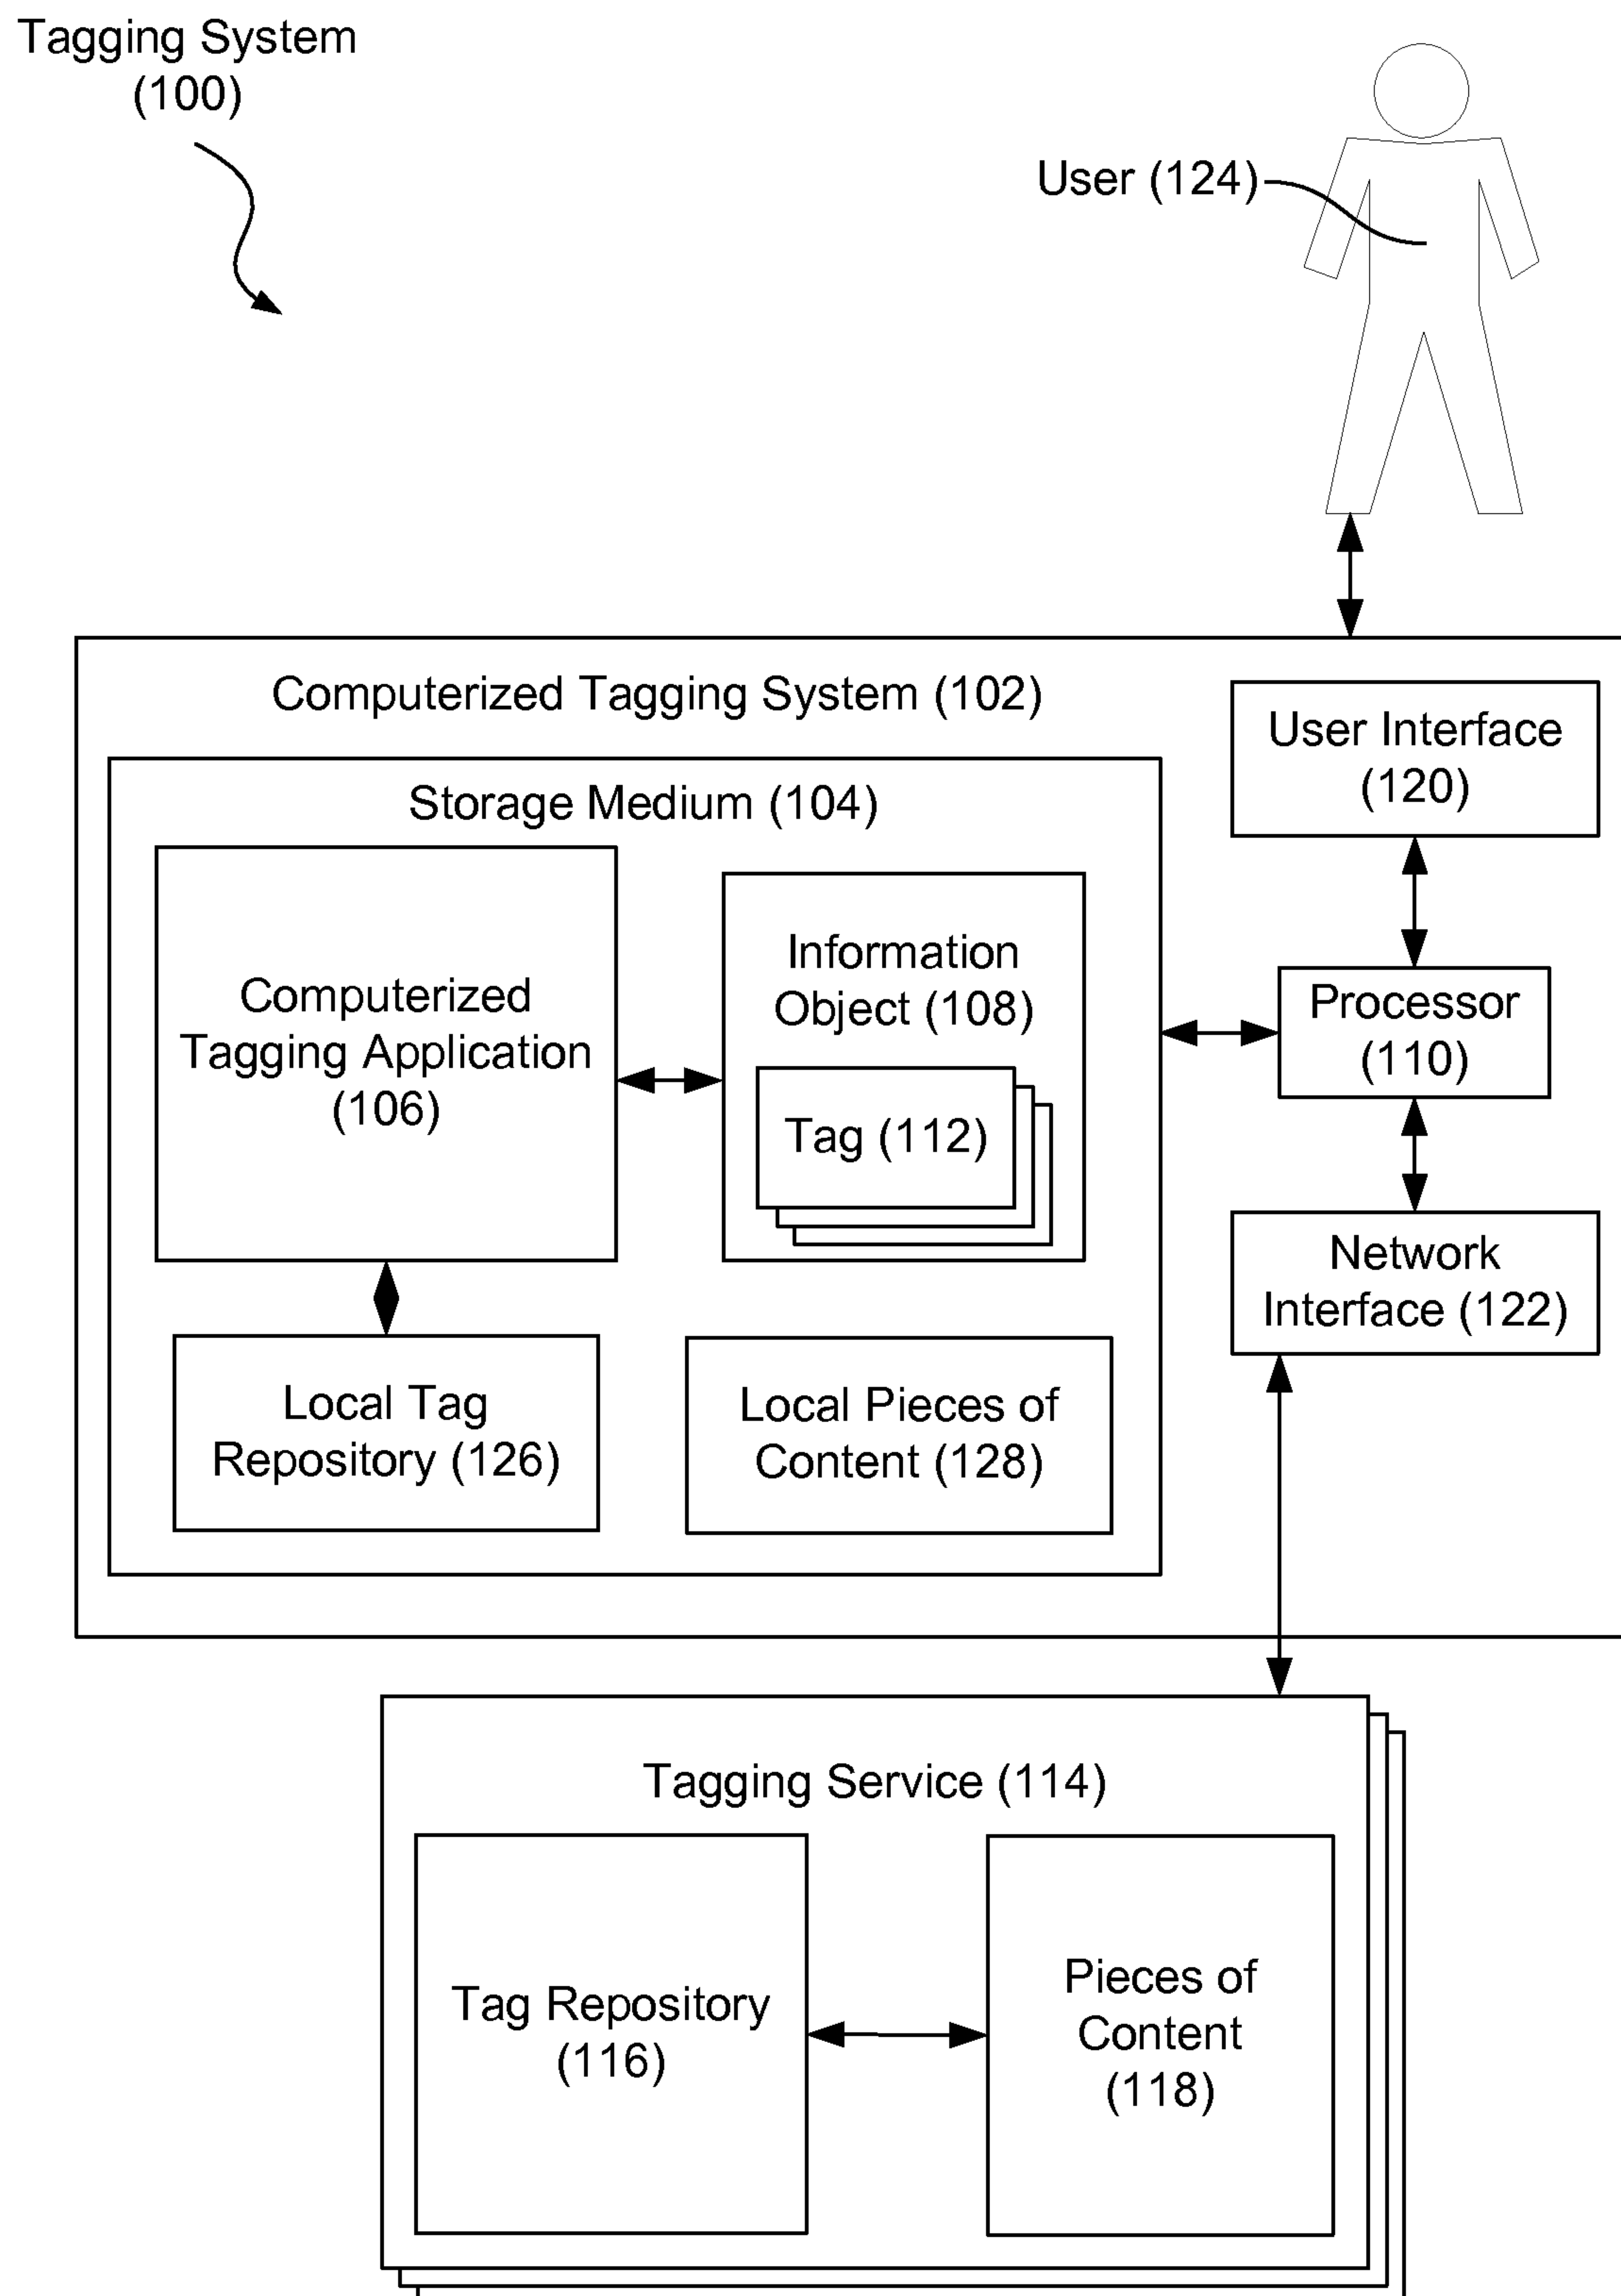 Tagging System
(100)
User (124)
Computerized Tagging System (102)
User Interface
(120)
Storage Medium (104)
Computerized
Tagging Application
(106)
Information
Object (108)
Tag (112)
Processor
(110)
Network
Interface (122)
Local Tag
Repository (126)
Local Pieces of
Content (128)
Tagging Service (114)
Tag Repository
(116)
Pieces of
Content
(118)